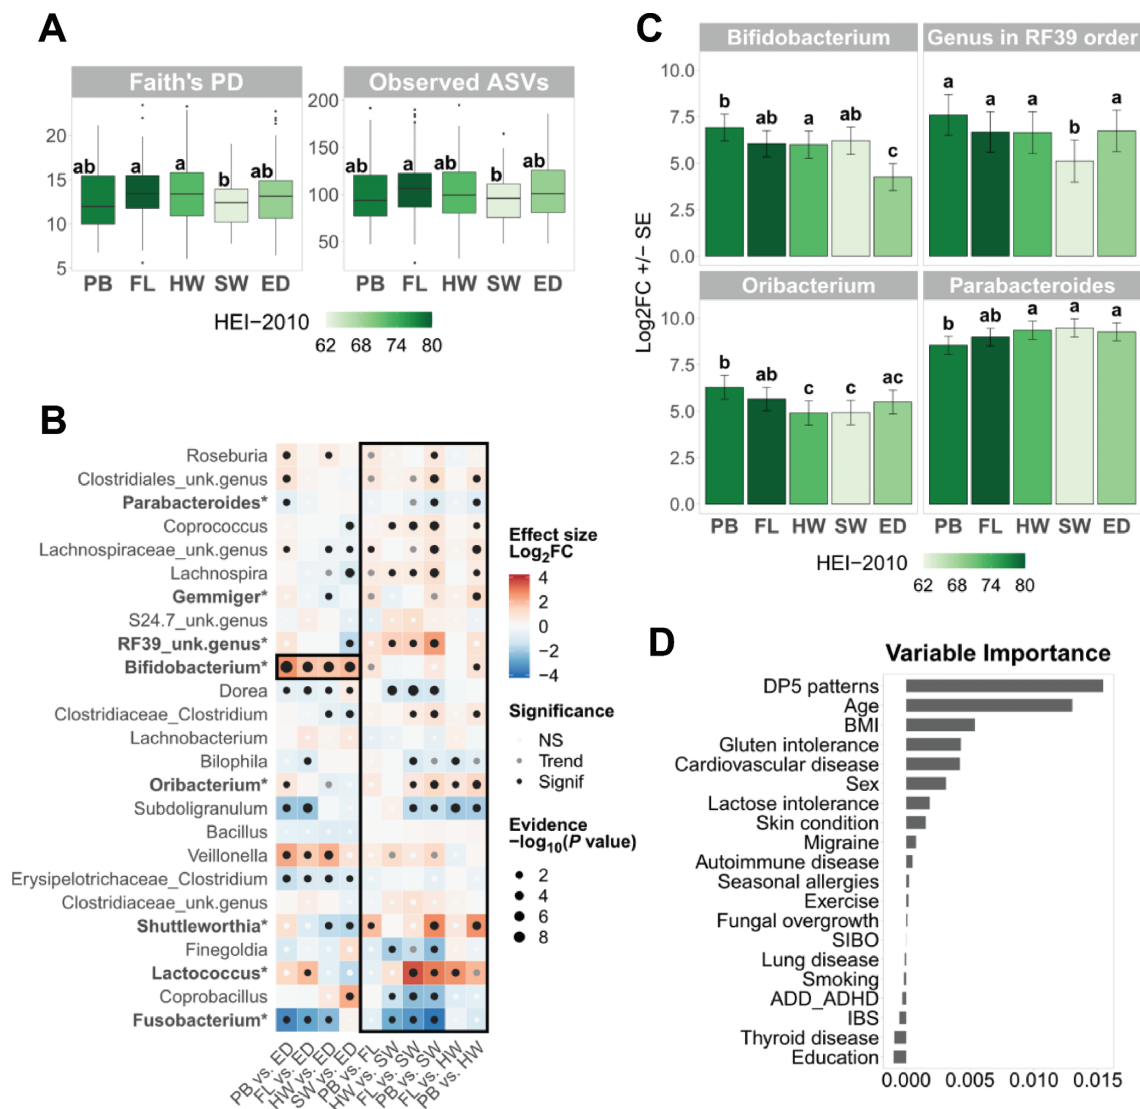 A
Faith's PD
Observed ASVs
20
15
10
5
200
150
100
50
ab
a
a
b
ab
ab
a
ab
b
ab
PB FL HW SW ED
PB FL HW SW ED
HEI−2010
62 68 74 80
B
Roseburia
Clostridiales_unk.genus
Parabacteroides*
Coprococcus
Lachnospiraceae_unk.genus
Lachnospira
Gemmiger*
S24.7_unk.genus
RF39_unk.genus*
Bifidobacterium*
Dorea
Clostridiaceae_Clostridium
Lachnobacterium
Bilophila
Oribacterium*
Subdoligranulum
Bacillus
Veillonella
Erysipelotrichaceae_Clostridium
Clostridiaceae_unk.genus
Shuttleworthia*
Finegoldia
Lactococcus*
Coprobacillus
Fusobacterium*
PB vs. ED
FL vs. ED
HW vs. ED
SW vs. ED
PB vs. FL
HW vs. SW
FL vs. SW
PB vs. SW
FL vs. HW
PB vs. HW
Effect size
Log2FC
4
2
0
−2
−4
Significance
NS
Trend
Signif
Evidence
−log10(P value)
2
4
6
8
C
Log2FC +/− SE
Bifidobacterium
Genus in RF39 order
10.0
7.5
5.0
2.5
0.0
b
ab
a
ab
c
a
a
a
b
a
Oribacterium
Parabacteroides
10.0
7.5
5.0
2.5
0.0
b
ab
c
c
ac
b
ab
a
a
a
PB FL HW SW ED
PB FL HW SW ED
HEI−2010
62 68 74 80
D
Variable Importance
DP5 patterns
Age
BMI
Gluten intolerance
Cardiovascular disease
Sex
Lactose intolerance
Skin condition
Migraine
Autoimmune disease
Seasonal allergies
Exercise
Fungal overgrowth
SIBO
Lung disease
Smoking
ADD_ADHD
IBS
Thyroid disease
Education
0.000 0.005 0.010 0.015